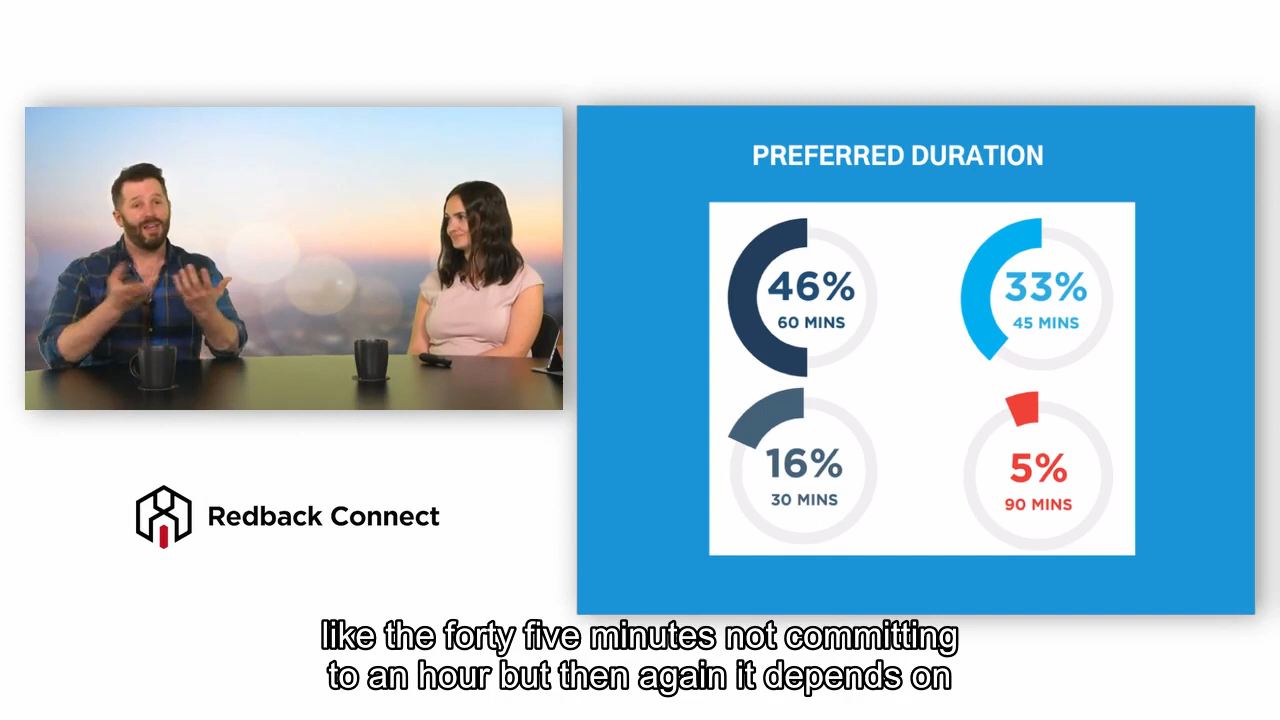 PREFERRED DURATION
46%
60 MINS
33%
45 MINS
16%
30 MINS
5%
90 MINS
Redback Connect
like the forty five minutes not committing
to an hour but then again it depends on